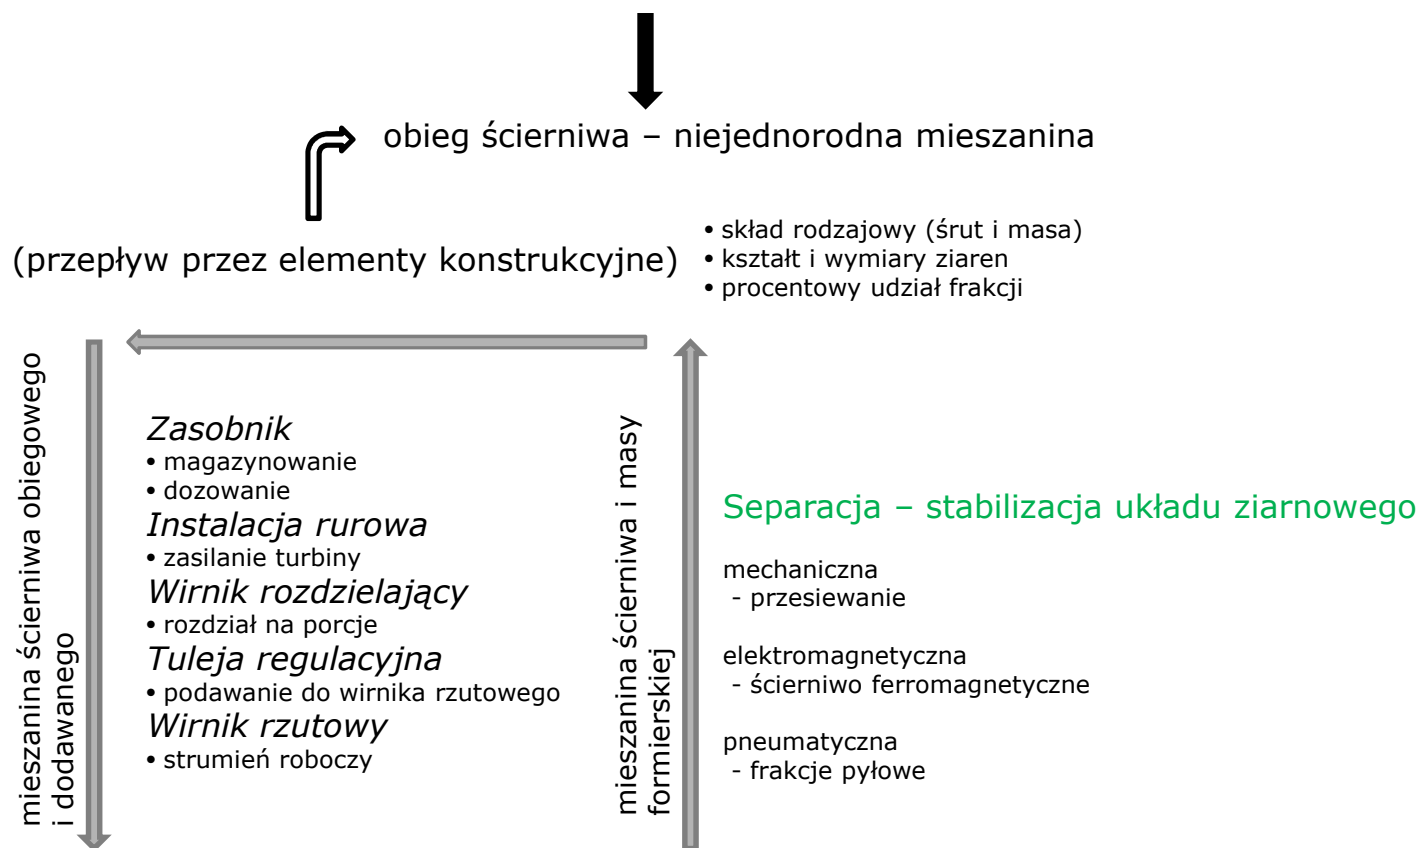 obieg ścierniwa – niejednorodna mieszanina
(przepływ przez elementy konstrukcyjne)
• skład rodzajowy (śrut i masa)
• kształt i wymiary ziaren
• procentowy udział frakcji
mieszanina ścierniwa obiegowego
i dodawanego
Zasobnik
• magazynowanie
• dozowanie
Instalacja rurowa
• zasilanie turbiny
Wirnik rozdzielający
• rozdział na porcje
Tuleja regulacyjna
• podawanie do wirnika rzutowego
Wirnik rzutowy
• strumień roboczy
mieszanina ścierniwa i masy
formierskiej
Separacja – stabilizacja układu ziarnowego
mechaniczna
- przesiewanie
elektromagnetyczna
- ścierniwo ferromagnetyczne
pneumatyczna
- frakcje pyłowe